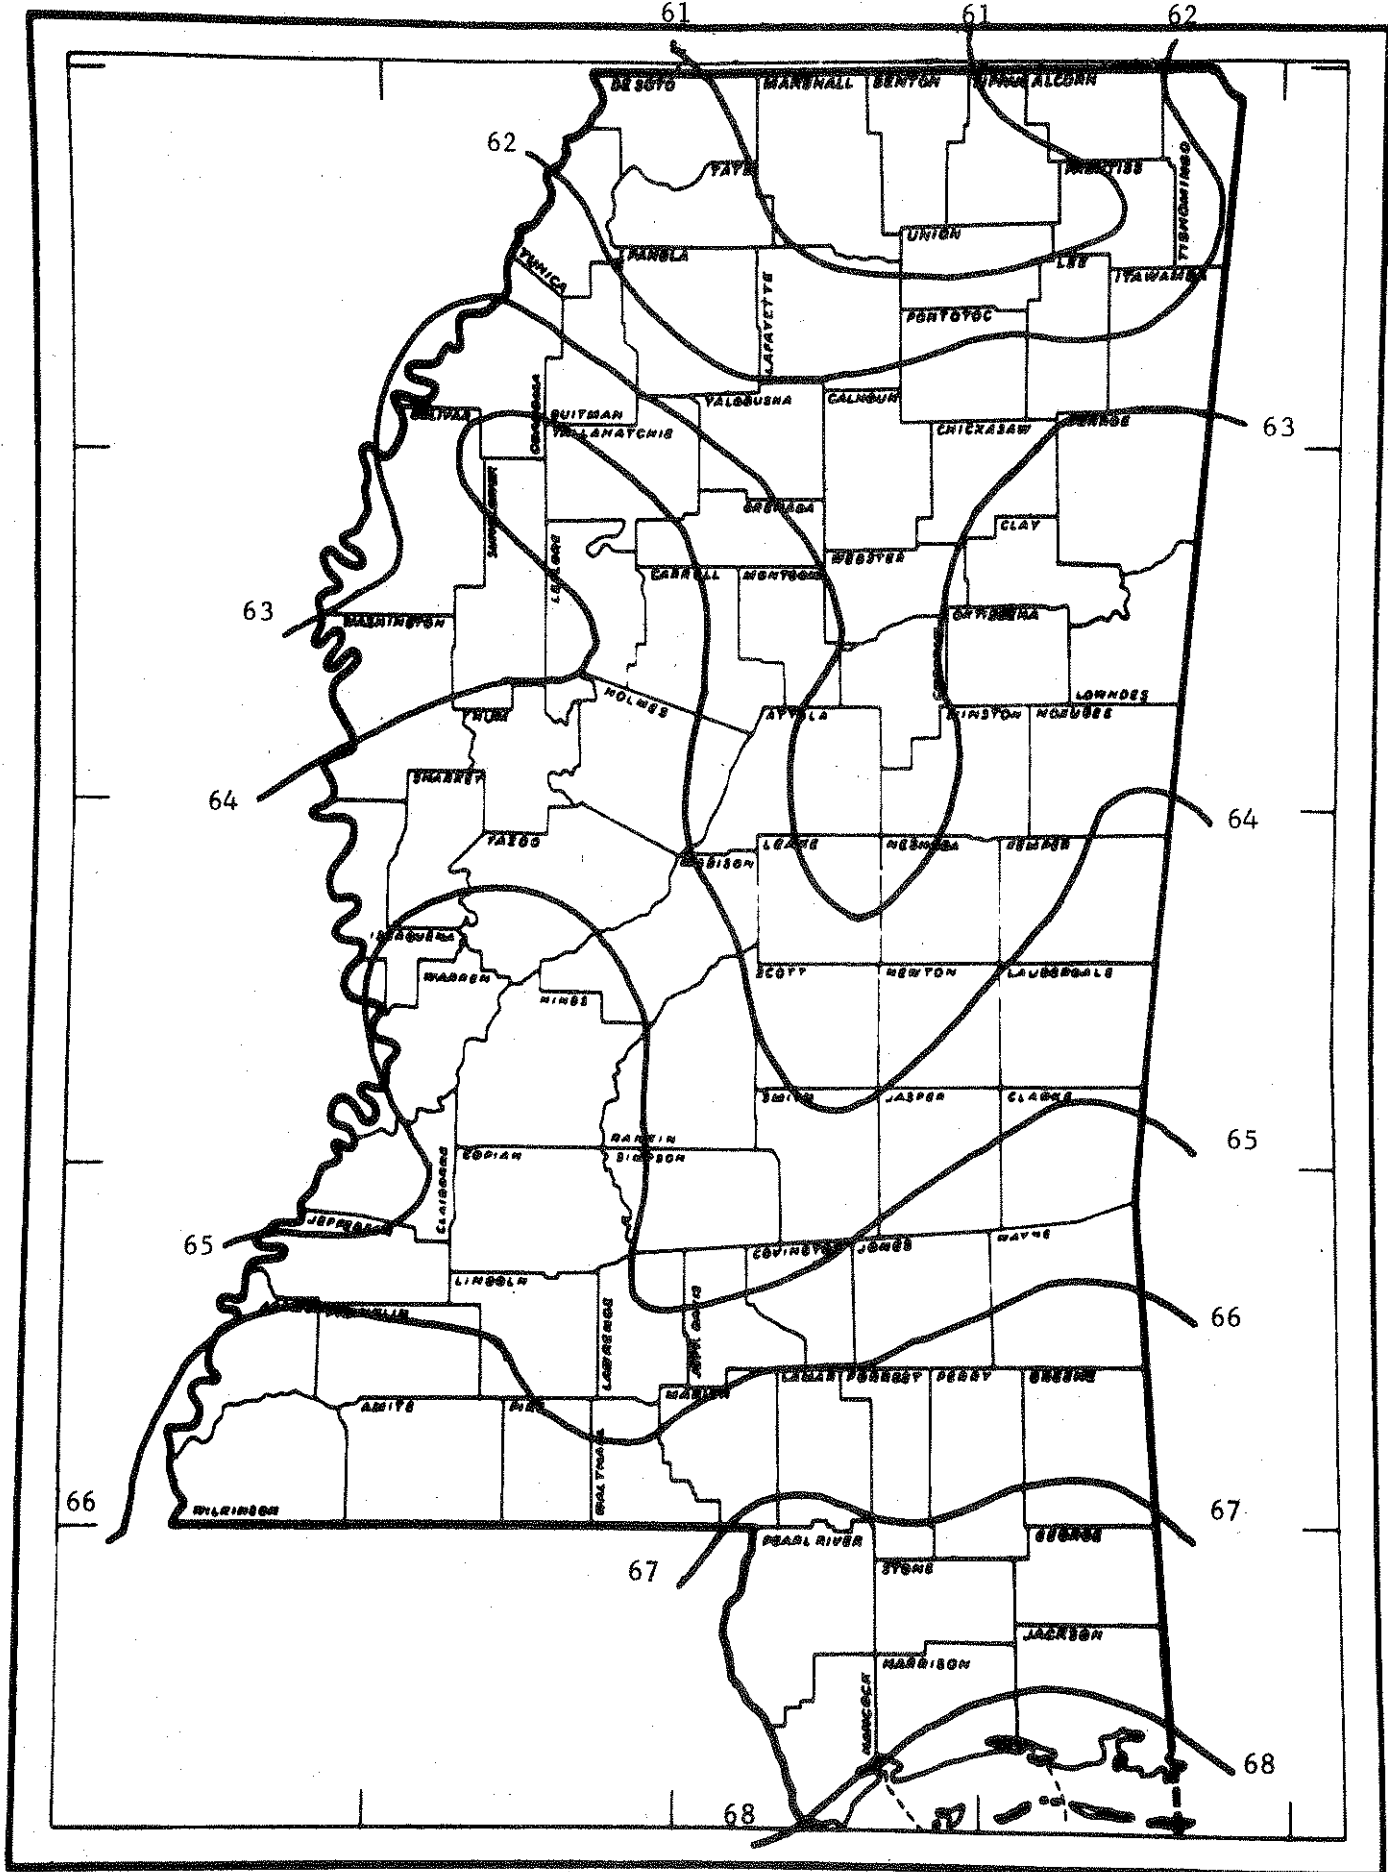 61 61 62
DE SOTO MARSHALL BENTON TIPPAH ALCORN
62
TATE PRENTISS
TISHOMINGO
UNION
PANOLA LEE
TUNICA ITAWAMBA
LAFAYETTE
PONTOTOC
COAHOMA
YALOBUSHA CALHOUN
BOLIVAR QUITMAN
TALLAHATCHIE CHICKASAW MONROE 63
SUNFLOWER
GRENADA
CLAY
LEFLORE
WEBSTER
CARROLL MONTGOM
63
WASHINGTON OKTIBBEHA
HOLMES LOWNDES
ATTALA WINSTON NOXUBEE
SHARKEY
64
64
YAZOO LEAKE NESHOBA KEMPER
MADISON
ISSAQUENA
WARREN SCOTT NEWTON LAUDERDALE
HINDS
SMITH JASPER CLARKE
RANKIN 65
COPIAH SIMPSON
CLAIBORNE
JEFFERSON
65 COVINGTON JONES WAYNE
LINCOLN
LAWRENCE JEFF. DAVIS
66
LAMAR FORREST PERRY GREENE
MARION
AMITE PIKE
WALTHALL
66
WILKINSON 67
PEARL RIVER GEORGE
67 STONE
JACKSON
HARRISON
HANCOCK
68
68